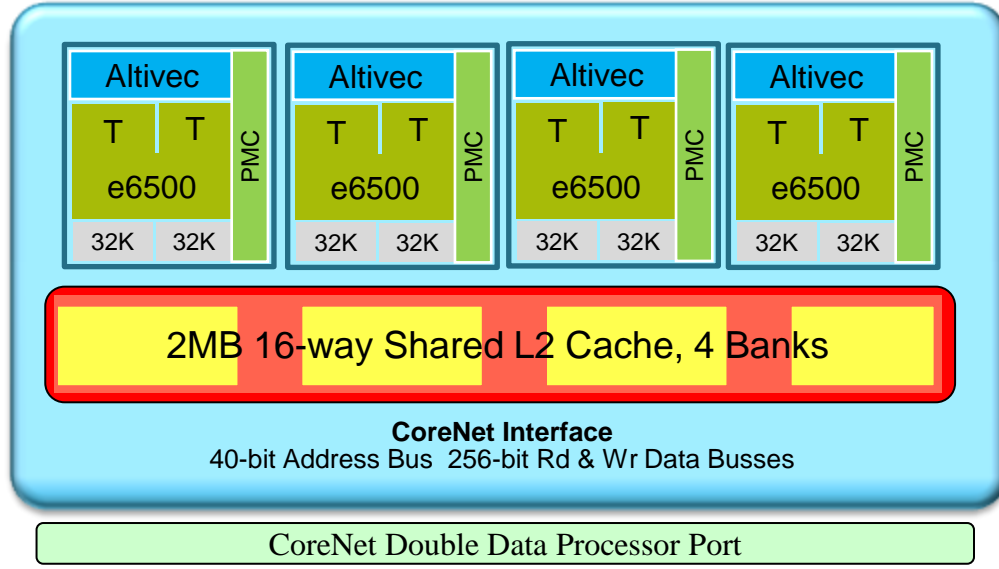 Altivec
T T
PMC
e6500
32K 32K
Altivec
T T
PMC
e6500
32K 32K
Altivec
T T
PMC
e6500
32K 32K
Altivec
T T
PMC
e6500
32K 32K
2MB 16-way Shared L2 Cache, 4 Banks
CoreNet Interface
40-bit Address Bus 256-bit Rd & Wr Data Busses
CoreNet Double Data Processor Port